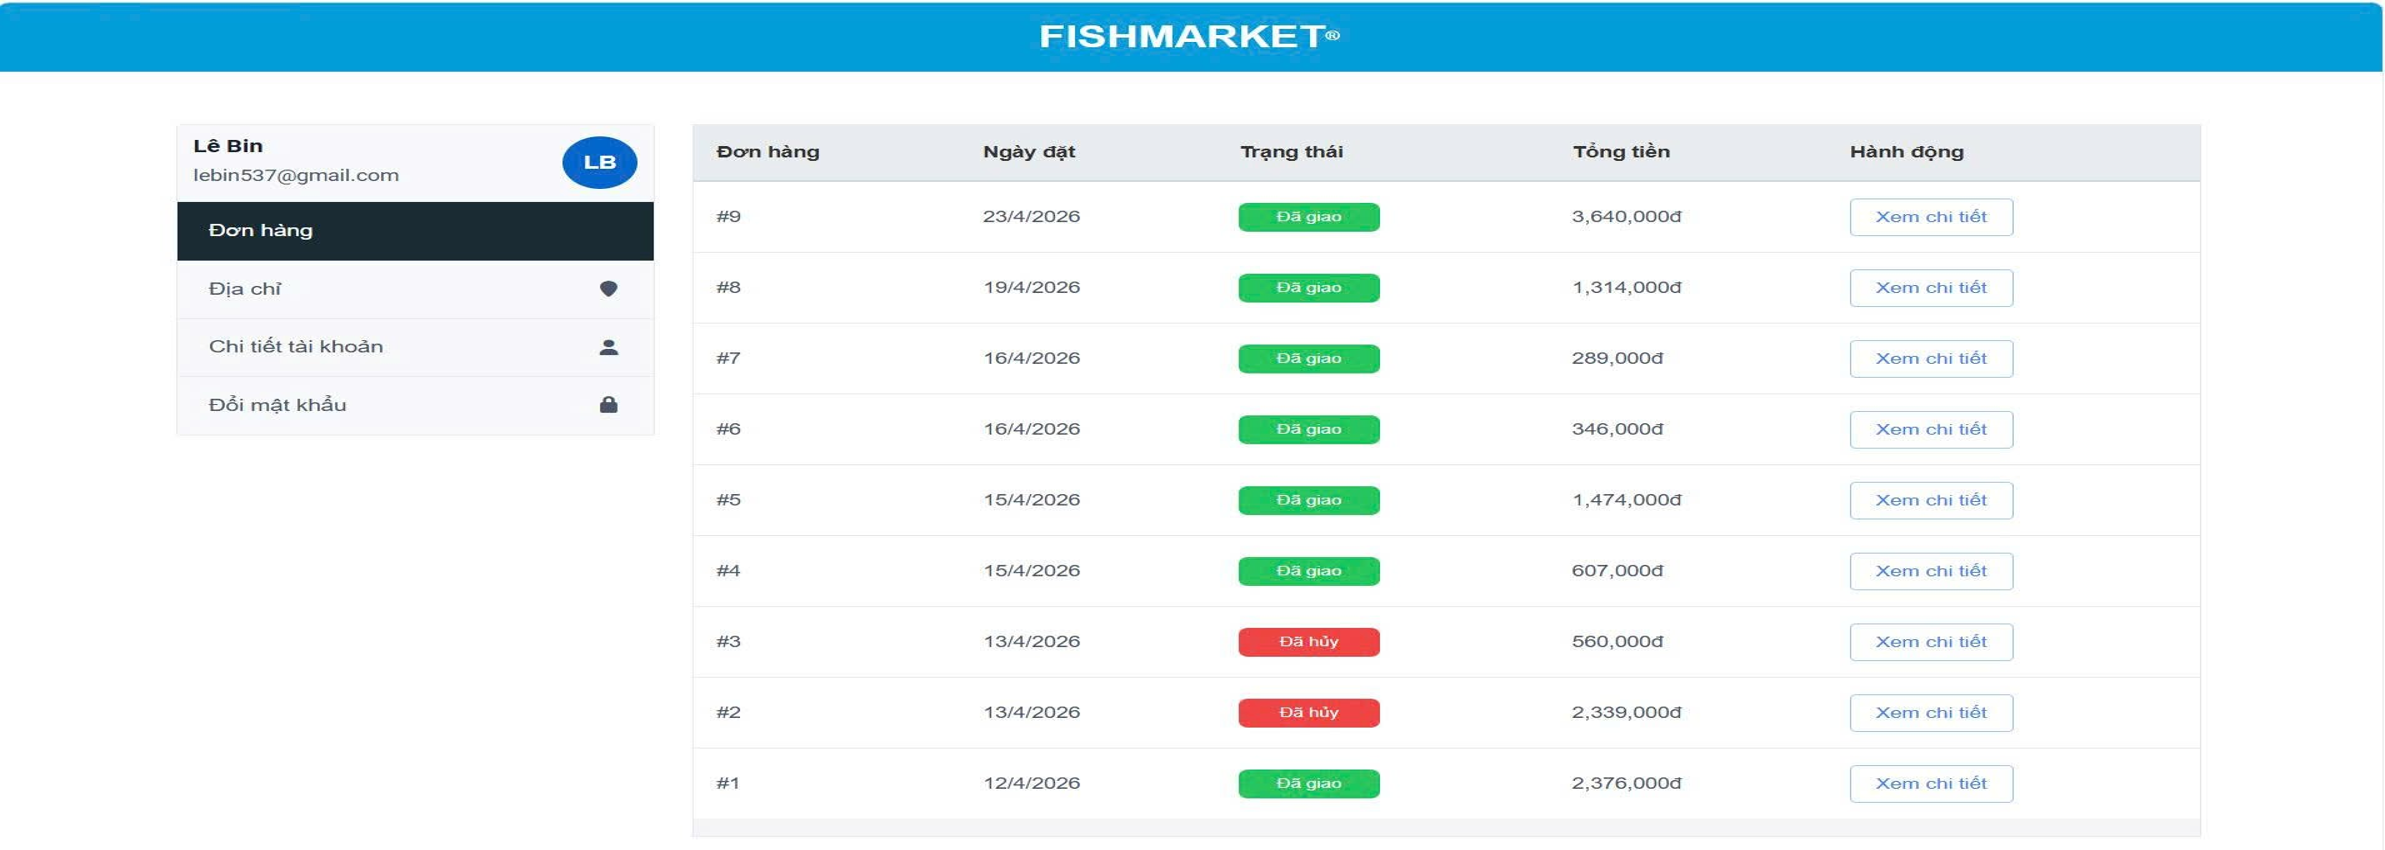 FISHMARKET®
Lê Bin
lebin537@gmail.com
LB
Đơn hàng
Địa chỉ
Chi tiết tài khoản
Đổi mật khẩu
Đơn hàng Ngày đặt Trạng thái Tổng tiền Hành động
#9 23/4/2026 Đã giao 3,640,000đ Xem chi tiết
#8 19/4/2026 Đã giao 1,314,000đ Xem chi tiết
#7 16/4/2026 Đã giao 289,000đ Xem chi tiết
#6 16/4/2026 Đã giao 346,000đ Xem chi tiết
#5 15/4/2026 Đã giao 1,474,000đ Xem chi tiết
#4 15/4/2026 Đã giao 607,000đ Xem chi tiết
#3 13/4/2026 Đã hủy 560,000đ Xem chi tiết
#2 13/4/2026 Đã hủy 2,339,000đ Xem chi tiết
#1 12/4/2026 Đã giao 2,376,000đ Xem chi tiết